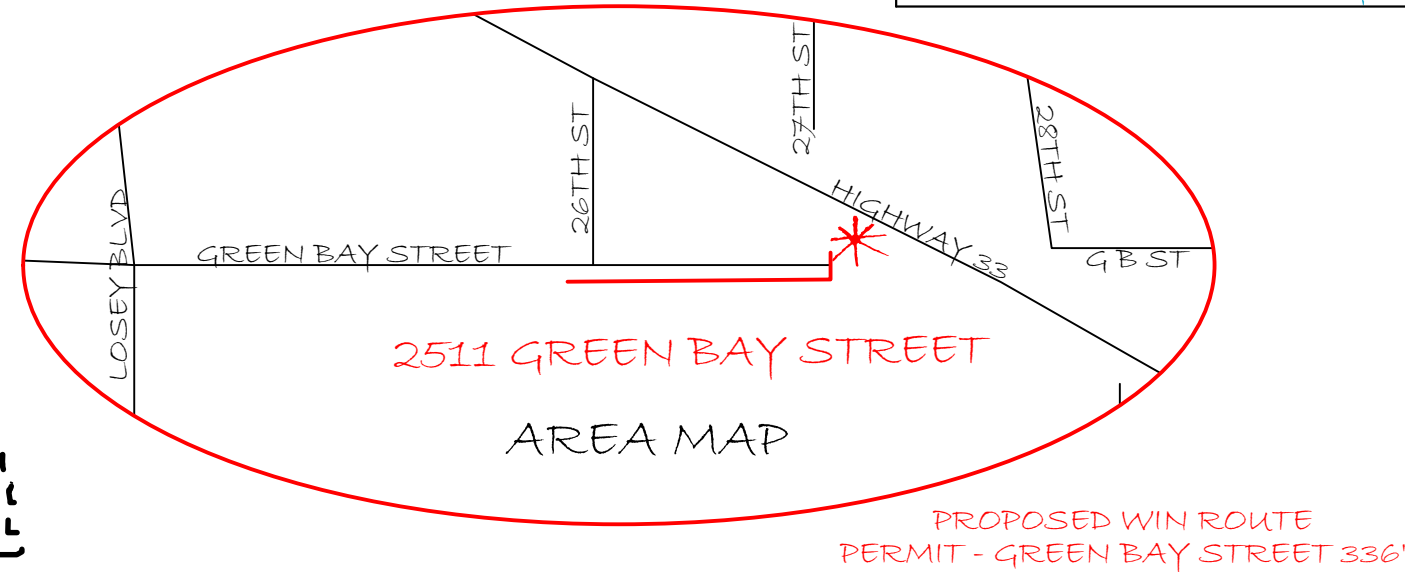 27TH ST
26TH ST
28TH ST
LOSEY BLVD
GREEN BAY STREET
HIGHWAY 33
G B ST
2511 GREEN BAY STREET
AREA MAP
PROPOSED WIN ROUTE
PERMIT - GREEN BAY STREET 336'